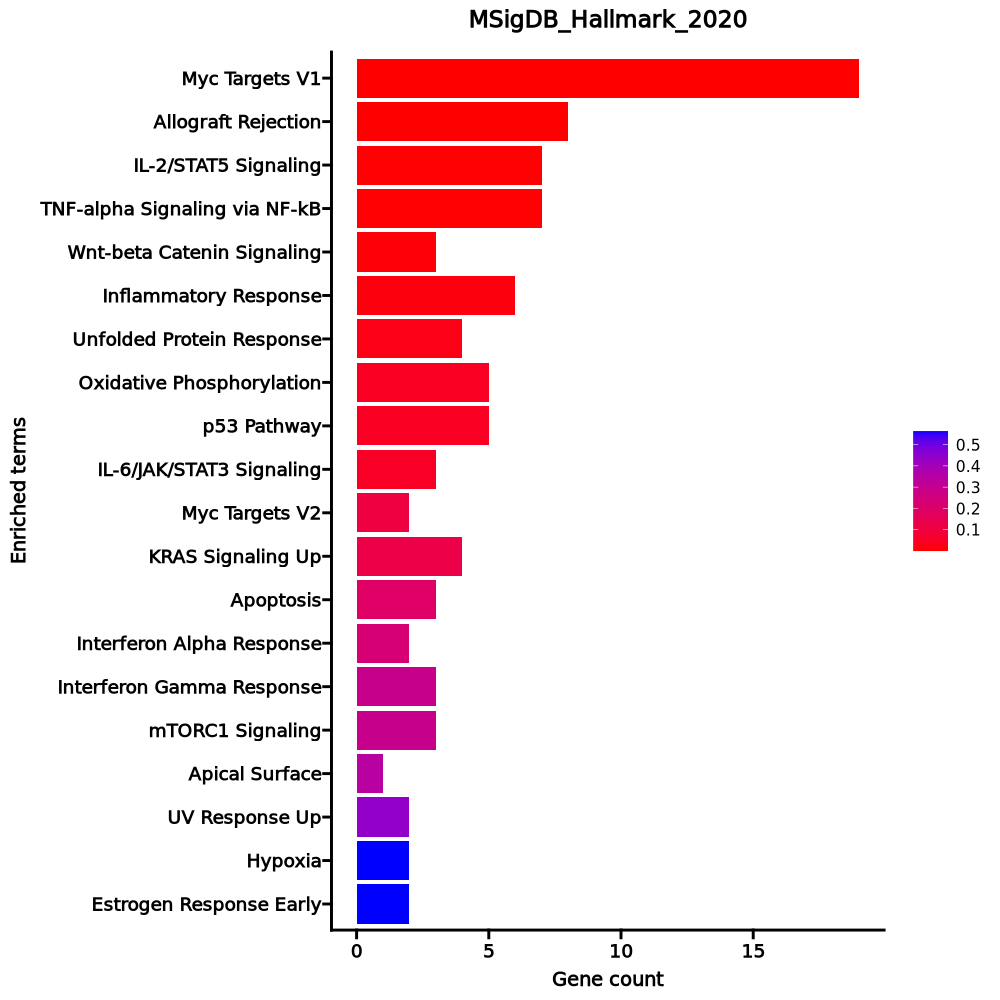 MSigDB_Hallmark_2020
Myc Targets V1
Allograft Rejection
IL-2/STAT5 Signaling
TNF-alpha Signaling via NF-kB
Wnt-beta Catenin Signaling
Inflammatory Response
Unfolded Protein Response
Oxidative Phosphorylation
p53 Pathway
IL-6/JAK/STAT3 Signaling
Myc Targets V2
KRAS Signaling Up
Apoptosis
Interferon Alpha Response
Interferon Gamma Response
mTORC1 Signaling
Apical Surface
UV Response Up
Hypoxia
Estrogen Response Early
Enriched terms
0 5 10 15
Gene count
0.5
0.4
0.3
0.2
0.1